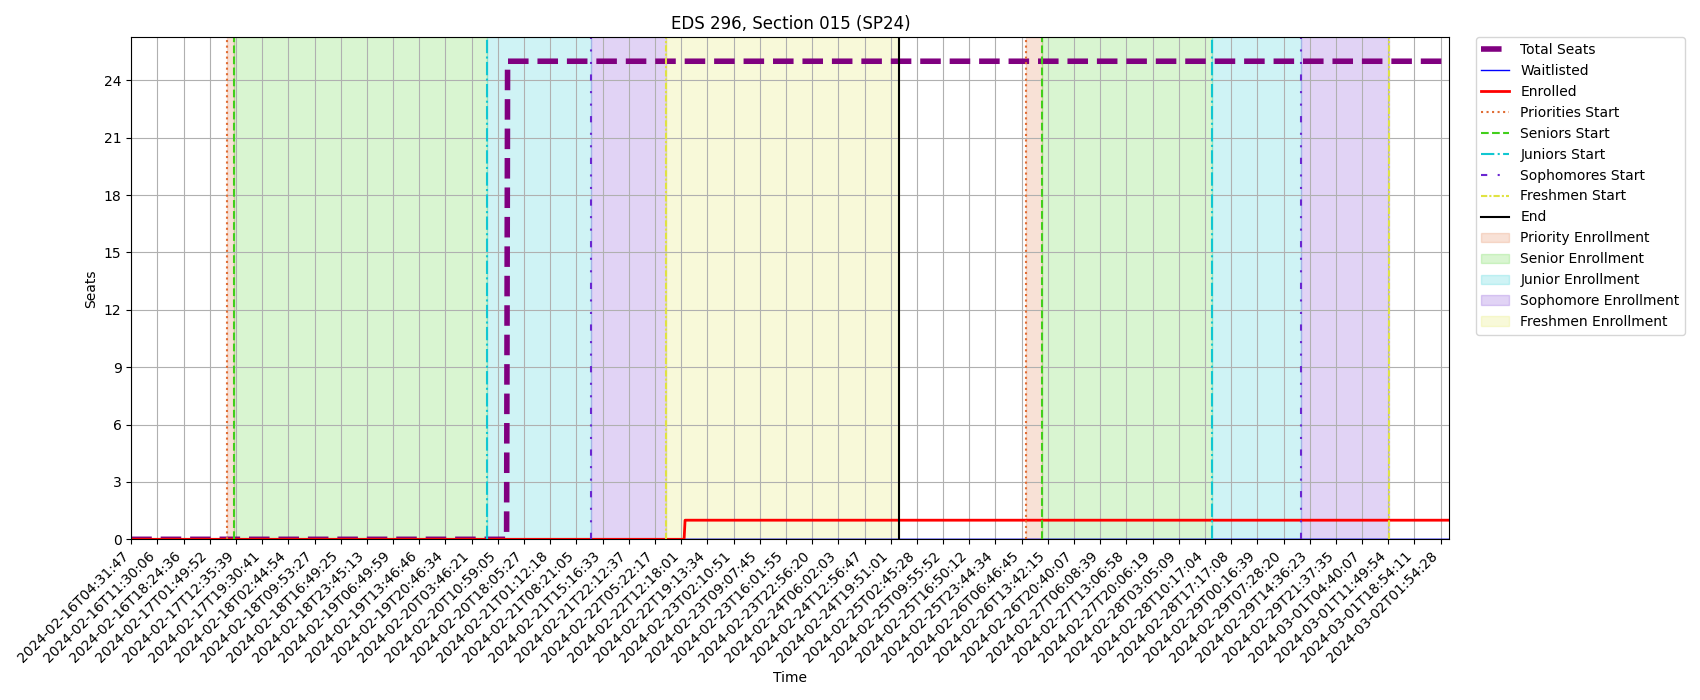 EDS 296, Section 015 (SP24)
Seats
24
21
18
15
12
9
6
3
0
2024-02-16T04:31:47
2024-02-16T11:30:06
2024-02-16T18:24:36
2024-02-17T01:49:52
2024-02-17T12:35:39
2024-02-17T19:30:41
2024-02-18T02:44:54
2024-02-18T09:53:27
2024-02-18T16:49:25
2024-02-18T23:45:13
2024-02-19T06:49:59
2024-02-19T13:46:46
2024-02-19T20:46:34
2024-02-20T03:46:21
2024-02-20T10:59:05
2024-02-20T18:05:27
2024-02-21T01:12:18
2024-02-21T08:21:05
2024-02-21T15:16:33
2024-02-21T22:12:37
2024-02-22T05:22:17
2024-02-22T12:18:01
2024-02-22T19:13:34
2024-02-23T02:10:51
2024-02-23T09:07:45
2024-02-23T16:01:55
2024-02-23T22:56:20
2024-02-24T06:02:03
2024-02-24T12:56:47
2024-02-24T19:51:01
2024-02-25T02:45:28
2024-02-25T09:55:52
2024-02-25T16:50:12
2024-02-25T23:44:34
2024-02-26T06:46:45
2024-02-26T13:42:15
2024-02-26T20:40:07
2024-02-27T06:08:39
2024-02-27T13:06:58
2024-02-27T20:06:19
2024-02-28T03:05:09
2024-02-28T10:17:04
2024-02-28T17:17:08
2024-02-29T00:16:39
2024-02-29T07:28:20
2024-02-29T14:36:23
2024-02-29T21:37:35
2024-03-01T04:40:07
2024-03-01T11:49:54
2024-03-01T18:54:11
2024-03-02T01:54:28
Time
Total Seats
Waitlisted
Enrolled
Priorities Start
Seniors Start
Juniors Start
Sophomores Start
Freshmen Start
End
Priority Enrollment
Senior Enrollment
Junior Enrollment
Sophomore Enrollment
Freshmen Enrollment